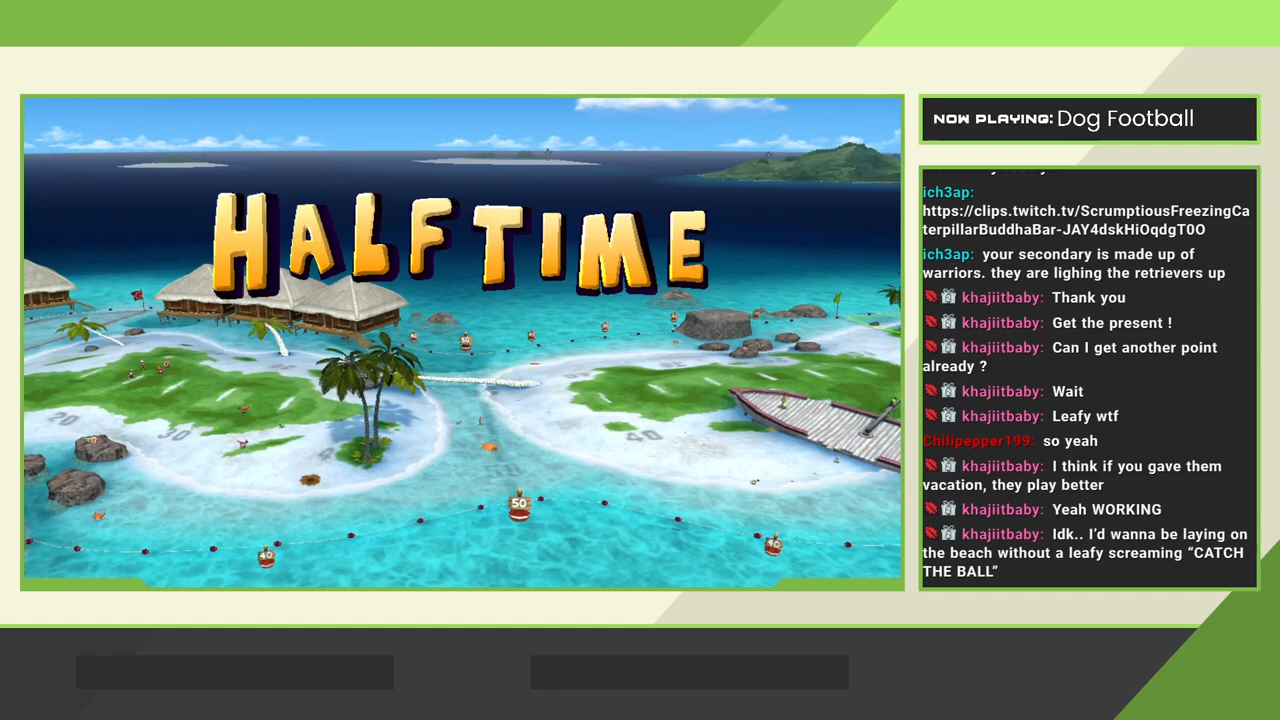 NOW PLAYING: Dog Football
HALFTIME
ich3ap:
https://clips.twitch.tv/ScrumptiousFreezingCa
terpillarBuddhaBar-JAY4dskHiOqdgT0O
ich3ap: your secondary is made up of
warriors. they are lighing the retrievers up
khajiitbaby: Thank you
khajiitbaby: Get the present !
khajiitbaby: Can I get another point
already ?
khajiitbaby: Wait
khajiitbaby: Leafy wtf
Chilipepper199: so yeah
khajiitbaby: I think if you gave them
vacation, they play better
khajiitbaby: Yeah WORKING
khajiitbaby: Idk.. I’d wanna be laying on
the beach without a leafy screaming “CATCH
THE BALL”
20
30
40
50
50
40
40
50